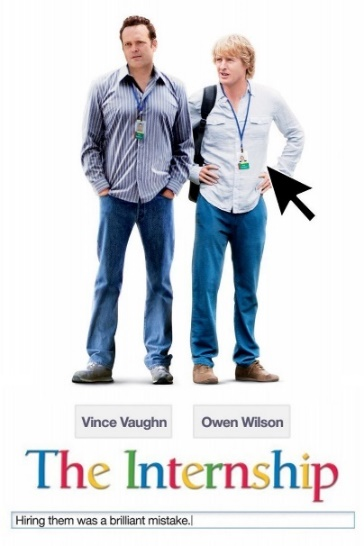 Vince Vaughn Owen Wilson
The Internship
Hiring them was a brilliant mistake.